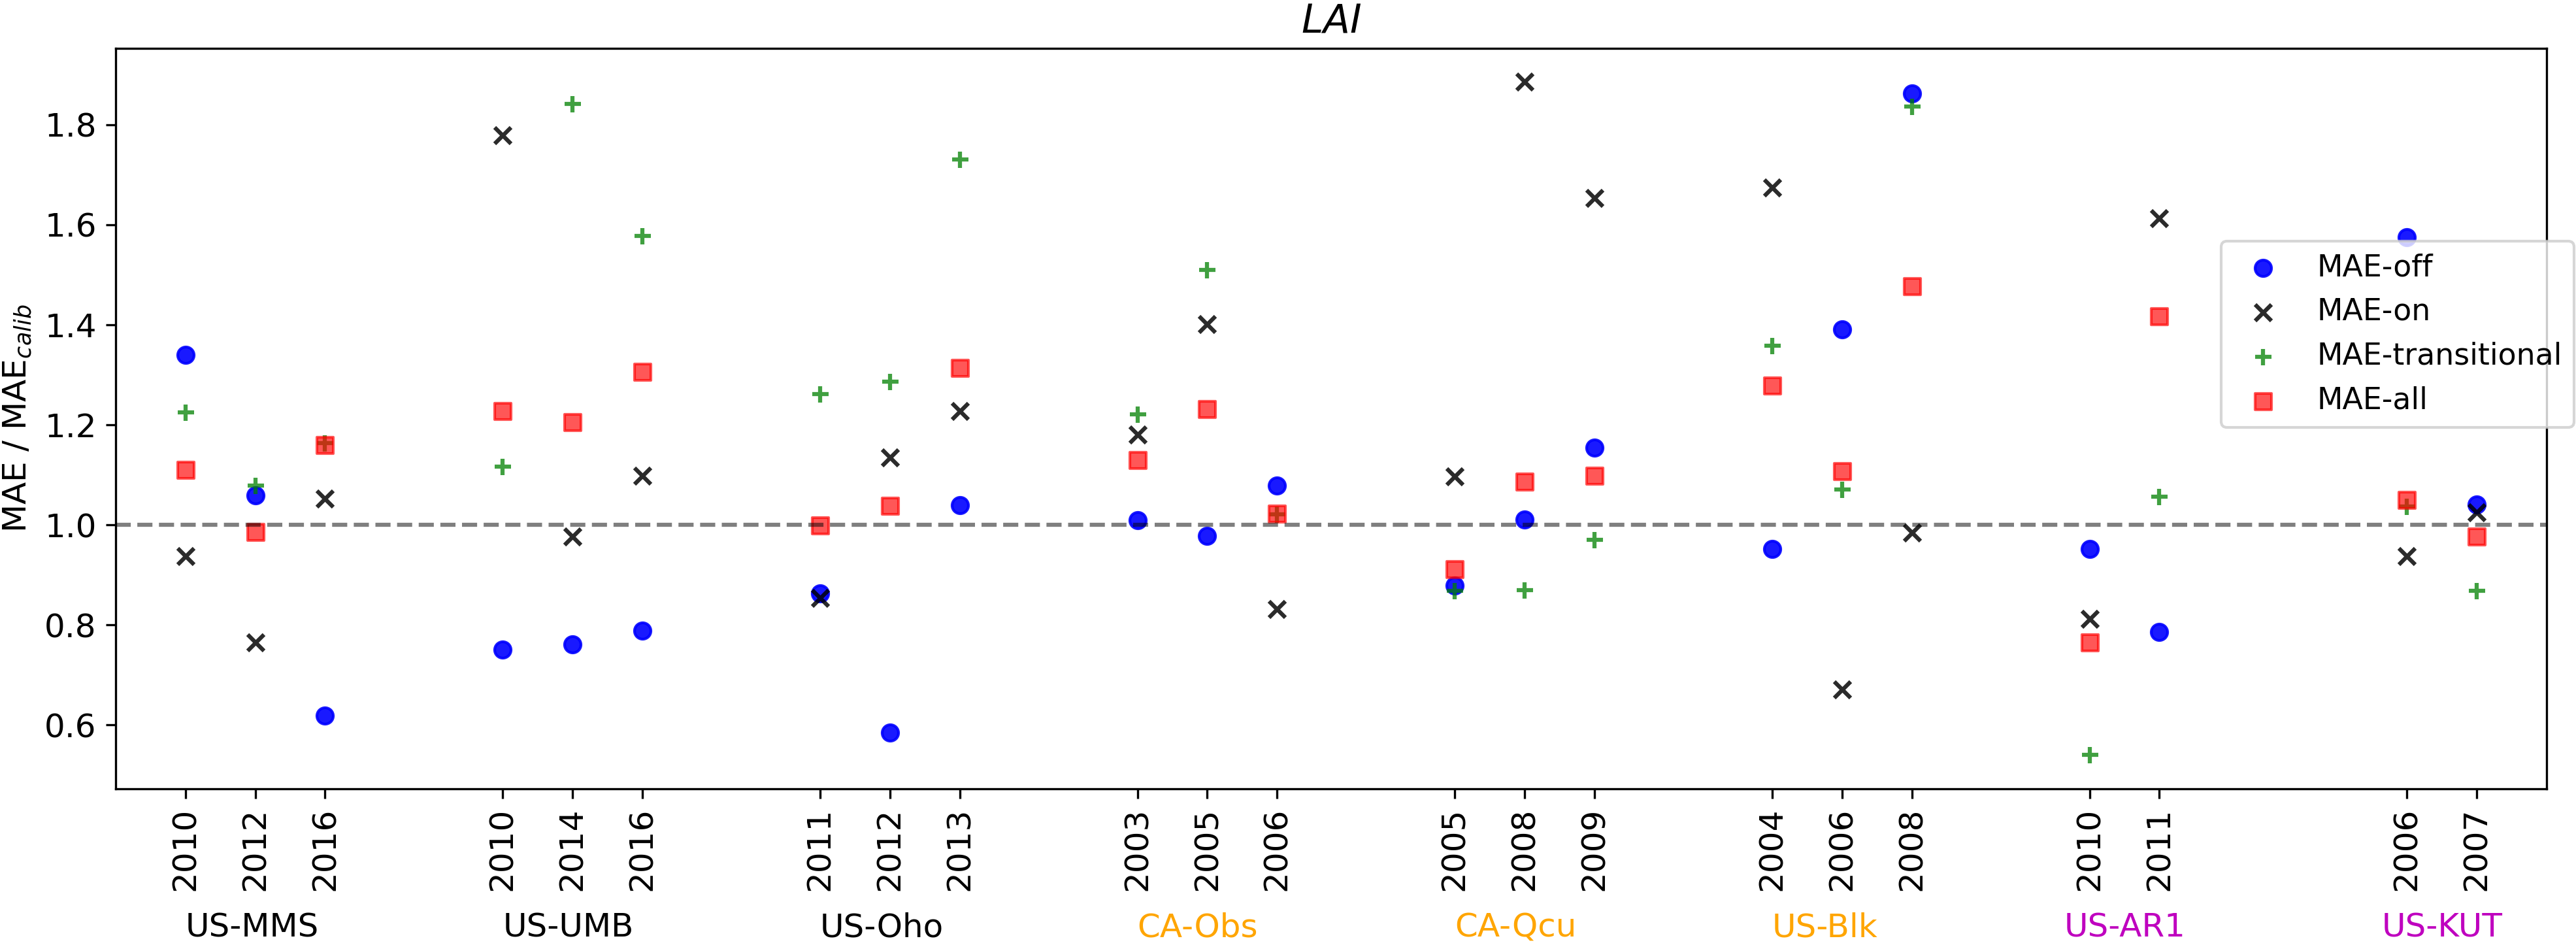 LAI
MAE / MAEcalib
1.8
1.6
1.4
1.2
1.0
0.8
0.6
MAE-off
MAE-on
MAE-transitional
MAE-all
2010 2012 2016 2010 2014 2016 2011 2012 2013 2003 2005 2006 2005 2008 2009 2004 2006 2008 2010 2011 2006 2007
US-MMS US-UMB US-Oho CA-Obs CA-Qcu US-Blk US-AR1 US-KUT